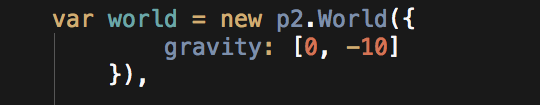 var world = new p2.World({
gravity: [0, -10]
}),